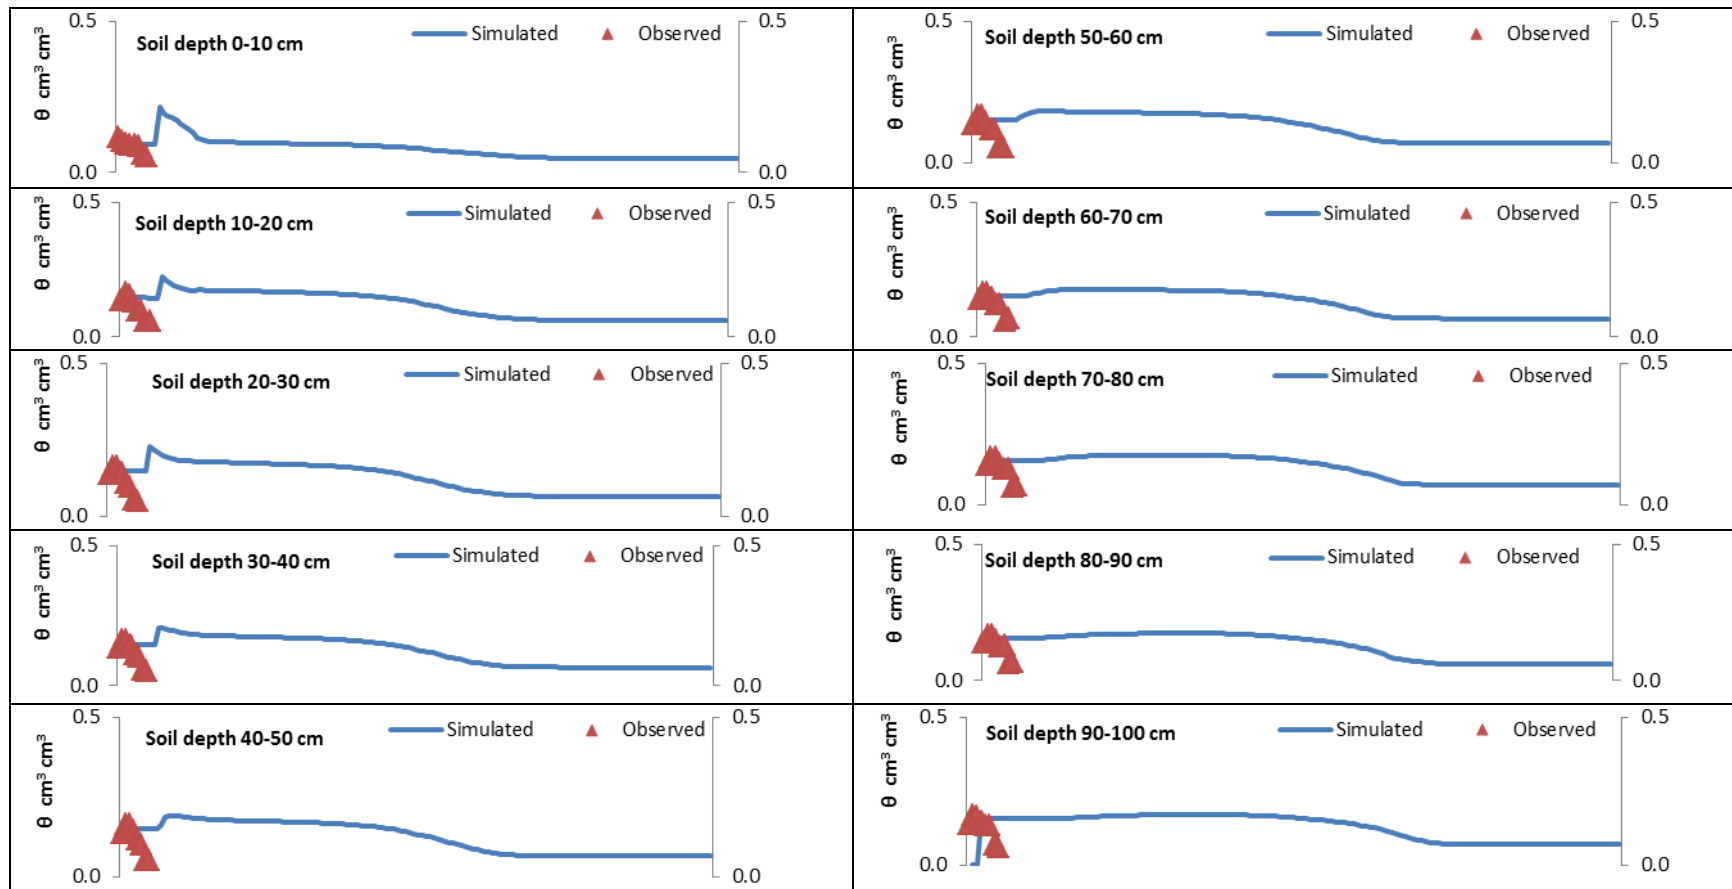 0.5 Soil depth 0-10 cm Simulated Observed 0.5
θ cm³ cm³
0.0 0.0
0.5 Soil depth 50-60 cm Simulated Observed 0.5
θ cm³ cm³
0.0 0.0
0.5 Soil depth 10-20 cm Simulated Observed 0.5
θ cm³ cm³
0.0 0.0
0.5 Soil depth 60-70 cm Simulated Observed 0.5
θ cm³ cm³
0.0 0.0
0.5 Soil depth 20-30 cm Simulated Observed 0.5
θ cm³ cm³
0.0 0.0
0.5 Soil depth 70-80 cm Simulated Observed 0.5
θ cm³ cm³
0.0 0.0
0.5 Soil depth 30-40 cm Simulated Observed 0.5
θ cm³ cm³
0.0 0.0
0.5 Soil depth 80-90 cm Simulated Observed 0.5
θ cm³ cm³
0.0 0.0
0.5 Soil depth 40-50 cm Simulated Observed 0.5
θ cm³ cm³
0.0 0.0
0.5 Soil depth 90-100 cm Simulated Observed 0.5
θ cm³ cm³
0.0 0.0